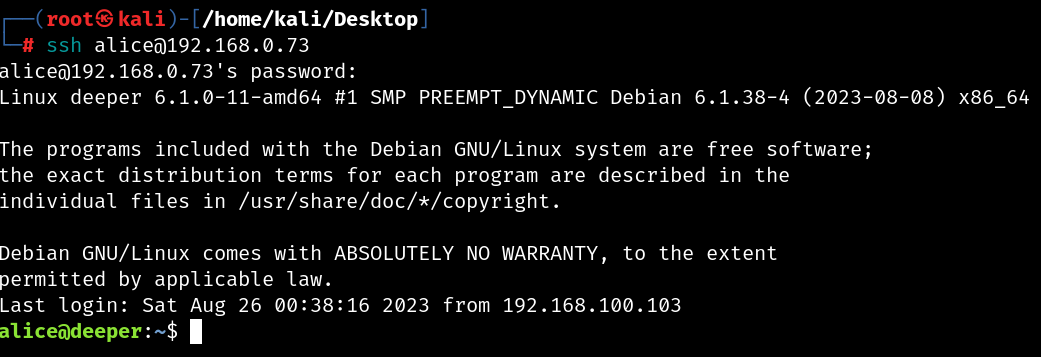 ┌──(root㉿kali)-[/home/kali/Desktop]
└─# ssh alice@192.168.0.73
alice@192.168.0.73's password:
Linux deeper 6.1.0-11-amd64 #1 SMP PREEMPT_DYNAMIC Debian 6.1.38-4 (2023-08-08) x86_64
The programs included with the Debian GNU/Linux system are free software;
the exact distribution terms for each program are described in the
individual files in /usr/share/doc/*/copyright.
Debian GNU/Linux comes with ABSOLUTELY NO WARRANTY, to the extent
permitted by applicable law.
Last login: Sat Aug 26 00:38:16 2023 from 192.168.100.103
alice@deeper:~$